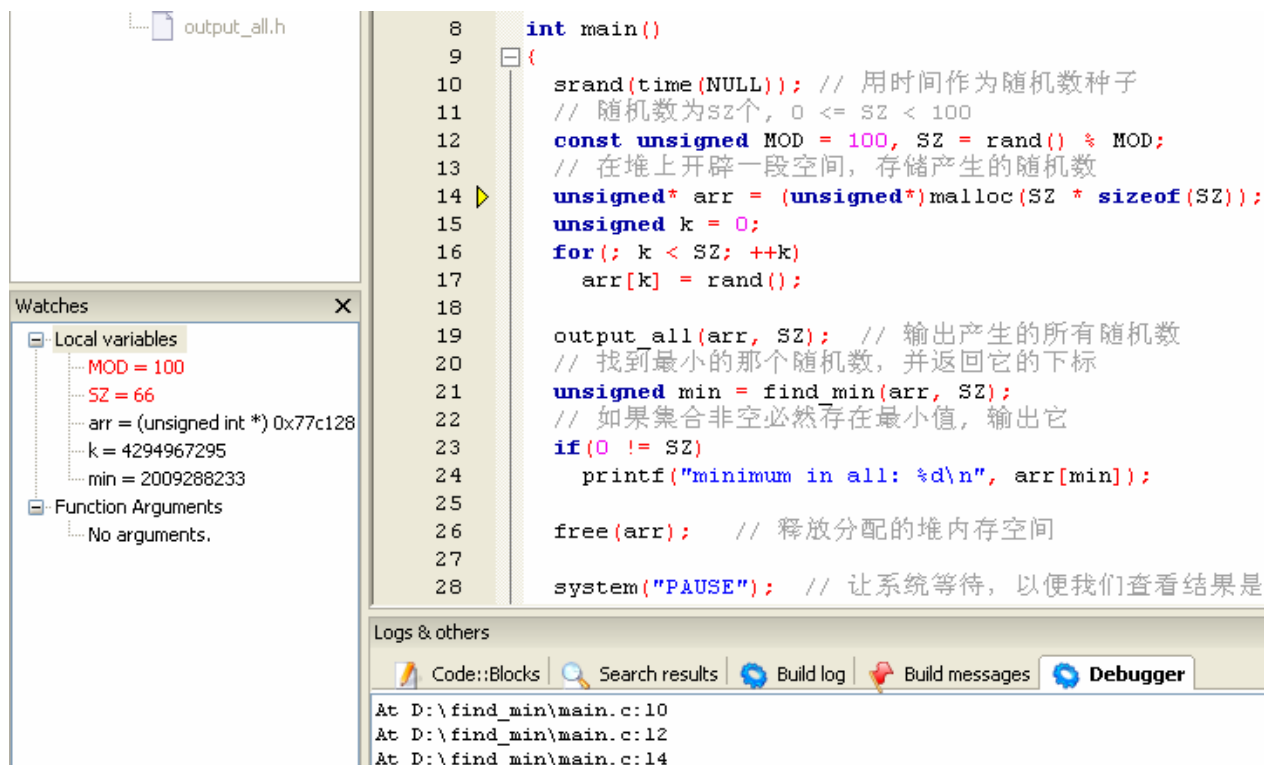 output_all.h
8 int main()
9 {
10 srand(time(NULL)); // 用时间作为随机数种子
11 // 随机数为SZ个, 0 <= SZ < 100
12 const unsigned MOD = 100, SZ = rand() % MOD;
13 // 在堆上开辟一段空间, 存储产生的随机数
14 unsigned* arr = (unsigned*)malloc(SZ * sizeof(SZ));
15 unsigned k = 0;
16 for(; k < SZ; ++k)
17 arr[k] = rand();
18
19 output_all(arr, SZ); // 输出产生的所有随机数
20 // 找到最小的那个随机数, 并返回它的下标
21 unsigned min = find_min(arr, SZ);
22 // 如果集合非空必然存在最小值, 输出它
23 if(0 != SZ)
24 printf("minimum in all: %d\n", arr[min]);
25
26 free(arr); // 释放分配的堆内存空间
27
28 system("PAUSE"); // 让系统等待, 以便我们查看结果是
Watches
Local variables
MOD = 100
SZ = 66
arr = (unsigned int *) 0x77c128
k = 4294967295
min = 2009288233
Function Arguments
No arguments.
Logs & others
Code::Blocks Search results Build log Build messages Debugger
At D:\find_min\main.c:10
At D:\find_min\main.c:12
At D:\find_min\main.c:14